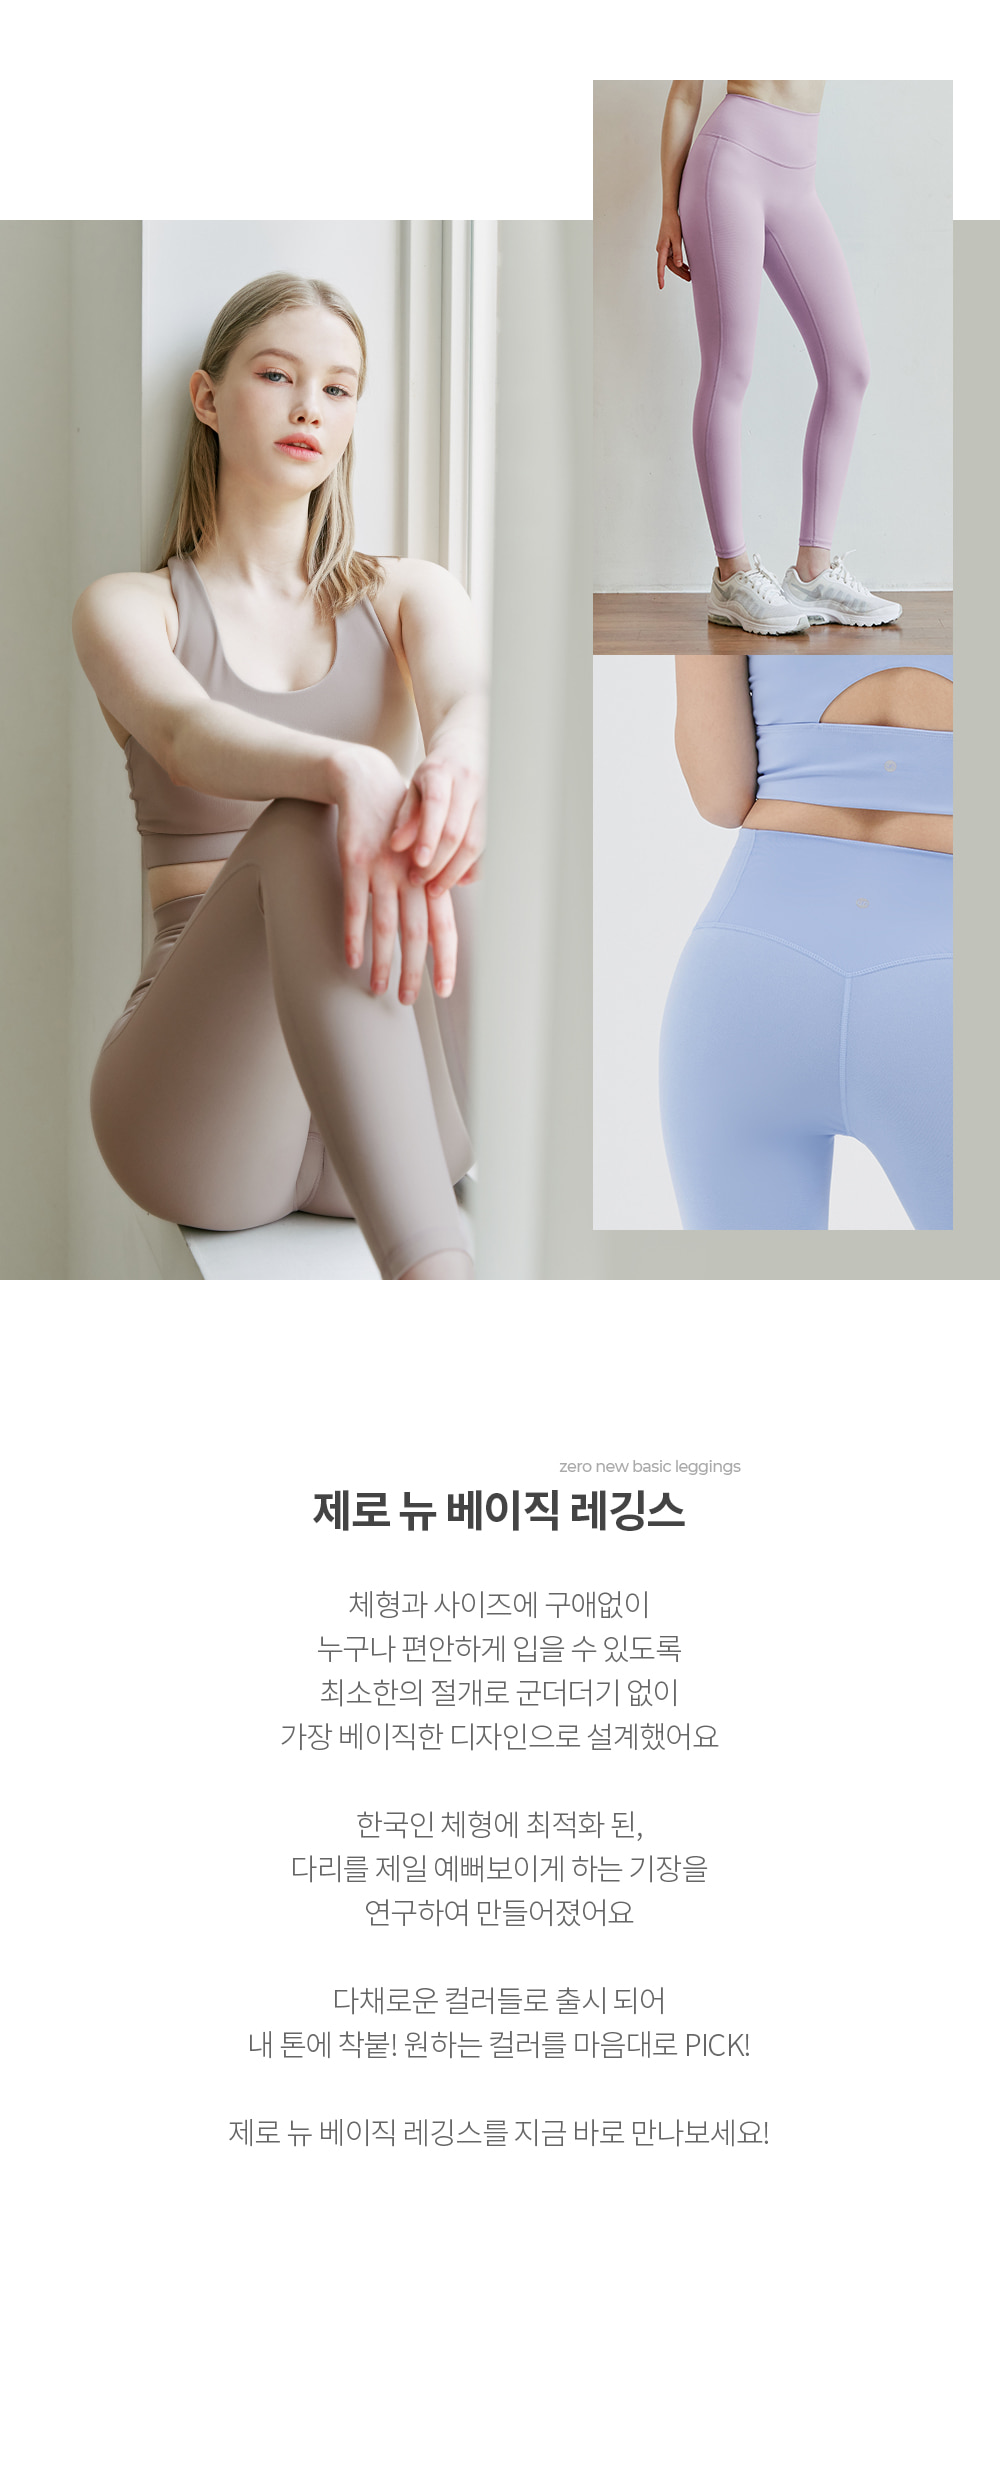 zero new basic leggings
제로 뉴 베이직 레깅스
체형과 사이즈에 구애없이
누구나 편안하게 입을 수 있도록
최소한의 절개로 군더더기 없이
가장 베이직한 디자인으로 설계했어요
한국인 체형에 최적화 된,
다리를 제일 예뻐보이게 하는 기장을
연구하여 만들어졌어요
다채로운 컬러들로 출시 되어
내 톤에 착붙! 원하는 컬러를 마음대로 PICK!
제로 뉴 베이직 레깅스를 지금 바로 만나보세요!